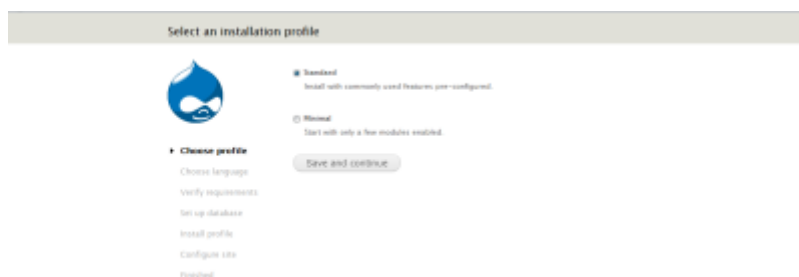 Select an installation profile
Standard
Install with commonly used features pre-configured.
Minimal
Start with only a few modules enabled.
Save and continue
Choose profile
Choose language
Verify requirements
Set up database
Install profile
Configure site
Finished